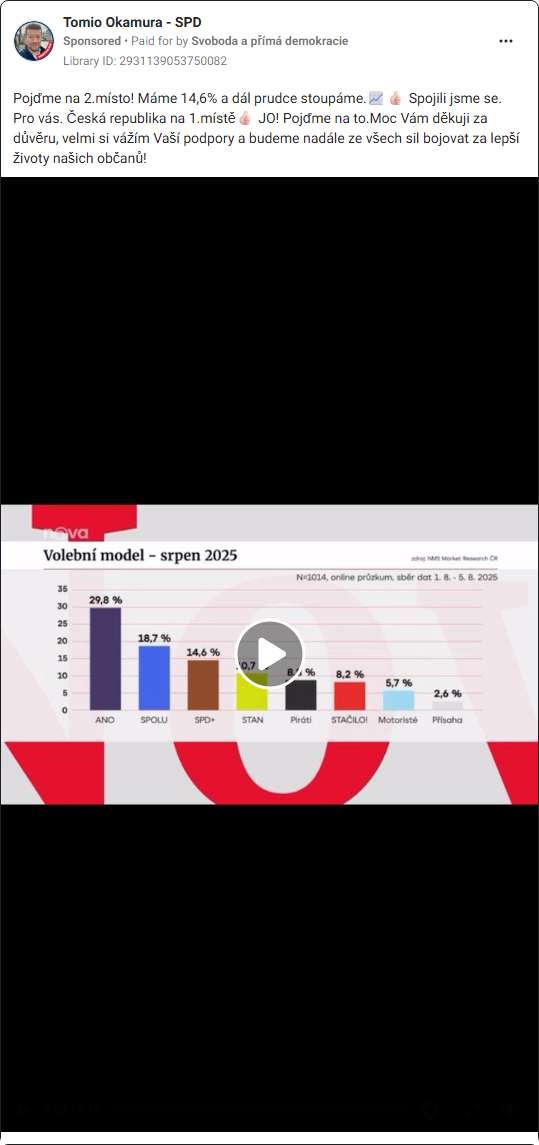 Tomio Okamura - SPD
Sponsored • Paid for by Svoboda a přímá demokracie
Library ID: 2931139053750082
Pojďme na 2.místo! Máme 14,6% a dál prudce stoupáme.📈 👍🏻 Spojili jsme se.
Pro vás. Česká republika na 1.místě👍🏻 JO! Pojďme na to.Moc Vám děkuji za
důvěru, velmi si vážím Vaší podpory a budeme nadále ze všech sil bojovat za lepší
životy našich občanů!
nova
Volební model – srpen 2025
zdroj: NMS Market Research ČR
N=1014, online průzkum, sběr dat 1. 8. - 5. 8. 2025
35
30
25
20
15
10
5
0
29,8 %
18,7 %
14,6 %
8,2 %
5,7 %
2,6 %
ANO
SPOLU
SPD+
STAN
Piráti
STAČILO!
Motoristé
Přísaha